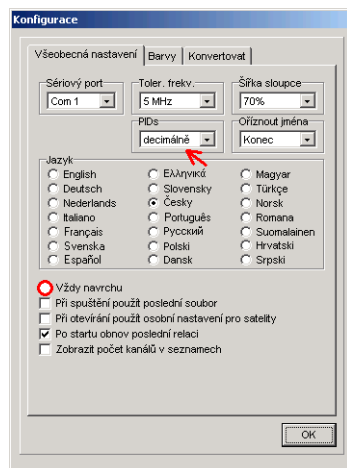 Konfigurace
Všeobecná nastavení Barvy Konvertovat
Sériový port Toler. frekv. Šířka sloupce
Com 1 5 MHz 70%
PIDs Oříznout jména
decimálně Konec
Jazyk
English Ελληνικά Magyar
Deutsch Slovensky Türkçe
Nederlands Česky Norsk
Italiano Português Romana
Français Русский Suomalainen
Svenska Polski Hrvatski
Español Dansk Srpski
Vždy navrchu
Při spuštění použít poslední soubor
Při otevírání použít osobní nastavení pro satelity
Po startu obnov poslední relaci
Zobrazit počet kanálů v seznamech
OK